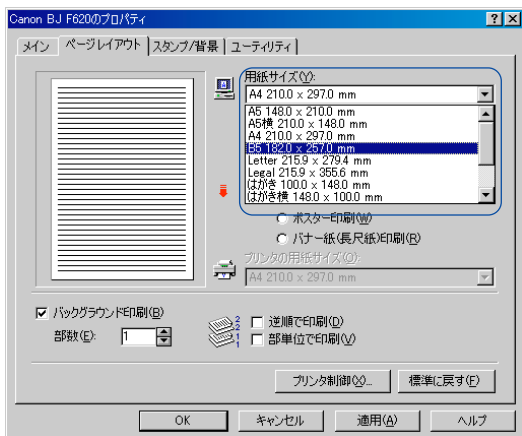 Canon BJ F620のプロパティ
メイン ページレイアウト スタンプ/背景 ユーティリティ
用紙サイズ(Z):
A4 210.0 x 297.0 mm
A5 148.0 x 210.0 mm
A5横 210.0 x 148.0 mm
A4 210.0 x 297.0 mm
B5 182.0 x 257.0 mm
Letter 215.9 x 279.4 mm
Legal 215.9 x 355.6 mm
はがき 100.0 x 148.0 mm
はがき横 148.0 x 100.0 mm
ポスター印刷(W)
バナー紙(長尺紙)印刷(R)
プリンタの用紙サイズ(O):
A4 210.0 x 297.0 mm
バックグラウンド印刷(B)
部数(E): 1
2 2
1 1
逆順で印刷(D)
部単位で印刷(V)
プリンタ制御(X)... 標準に戻す(F)
OK キャンセル 適用(A) ヘルプ